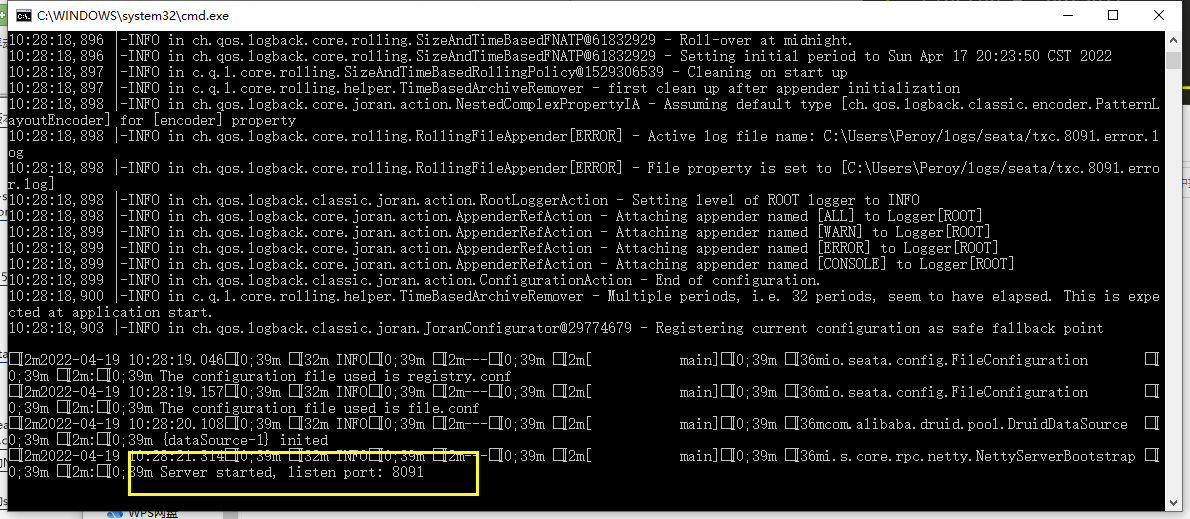 C:\WINDOWS\system32\cmd.exe
10:28:18,896 |-INFO in ch.qos.logback.core.rolling.SizeAndTimeBasedFNATP@61832929 - Roll-over at midnight.
10:28:18,896 |-INFO in ch.qos.logback.core.rolling.SizeAndTimeBasedFNATP@61832929 - Setting initial period to Sun Apr 17 20:23:50 CST 2022
10:28:18,897 |-INFO in c.q.l.core.rolling.SizeAndTimeBasedRollingPolicy@1529306539 - Cleaning on start up
10:28:18,897 |-INFO in c.q.l.core.rolling.helper.TimeBasedArchiveRemover - first clean up after appender initialization
10:28:18,898 |-INFO in ch.qos.logback.core.joran.action.NestedComplexPropertyIA - Assuming default type [ch.qos.logback.classic.encoder.PatternL
ayoutEncoder] for [encoder] property
10:28:18,898 |-INFO in ch.qos.logback.core.rolling.RollingFileAppender[ERROR] - Active log file name: C:\Users\Peroy/logs/seata/txc.8091.error.l
og
10:28:18,898 |-INFO in ch.qos.logback.core.rolling.RollingFileAppender[ERROR] - File property is set to [C:\Users\Peroy/logs/seata/txc.8091.erro
r.log]
10:28:18,898 |-INFO in ch.qos.logback.classic.joran.action.RootLoggerAction - Setting level of ROOT logger to INFO
10:28:18,898 |-INFO in ch.qos.logback.core.joran.action.AppenderRefAction - Attaching appender named [ALL] to Logger[ROOT]
10:28:18,899 |-INFO in ch.qos.logback.core.joran.action.AppenderRefAction - Attaching appender named [WARN] to Logger[ROOT]
10:28:18,899 |-INFO in ch.qos.logback.core.joran.action.AppenderRefAction - Attaching appender named [ERROR] to Logger[ROOT]
10:28:18,899 |-INFO in ch.qos.logback.core.joran.action.AppenderRefAction - Attaching appender named [CONSOLE] to Logger[ROOT]
10:28:18,899 |-INFO in ch.qos.logback.classic.joran.action.ConfigurationAction - End of configuration.
10:28:18,900 |-INFO in c.q.l.core.rolling.helper.TimeBasedArchiveRemover - Multiple periods, i.e. 32 periods, seem to have elapsed. This is expe
cted at application start.
10:28:18,903 |-INFO in ch.qos.logback.classic.joran.JoranConfigurator@29774679 - Registering current configuration as safe fallback point
[2m2022-04-19 10:28:19.046[0;39m [32m INFO[0;39m [2m---[0;39m [2m[ main][0;39m [36mio.seata.config.FileConfiguration [
0;39m [2m:[0;39m The configuration file used is registry.conf
[2m2022-04-19 10:28:19.157[0;39m [32m INFO[0;39m [2m---[0;39m [2m[ main][0;39m [36mio.seata.config.FileConfiguration [
0;39m [2m:[0;39m The configuration file used is file.conf
[2m2022-04-19 10:28:20.108[0;39m [32m INFO[0;39m [2m---[0;39m [2m[ main][0;39m [36mcom.alibaba.druid.pool.DruidDataSource [
0;39m [2m:[0;39m {dataSource-1} inited
[2m2022-04-19 10:28:21.314[0;39m [32m INFO[0;39m [2m---[0;39m [2m[ main][0;39m [36mi.s.core.rpc.netty.NettyServerBootstrap [
0;39m [2m:[0;39m Server started, listen port: 8091
WPS网盘